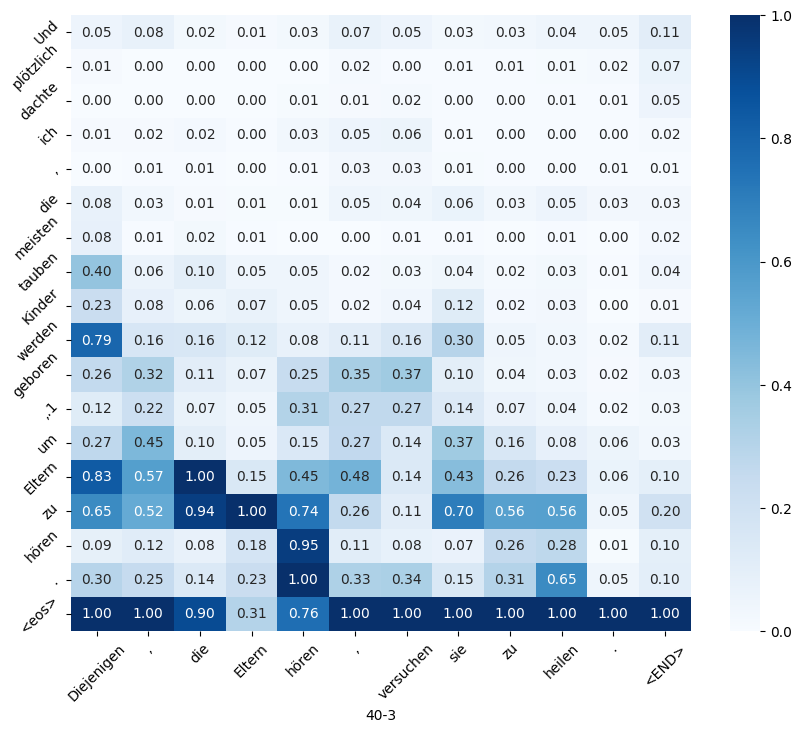 Und 0.05 0.08 0.02 0.01 0.03 0.07 0.05 0.03 0.03 0.04 0.05 0.11
plötzlich 0.01 0.00 0.00 0.00 0.00 0.02 0.00 0.01 0.01 0.01 0.02 0.07
dachte 0.00 0.00 0.00 0.00 0.01 0.01 0.02 0.00 0.00 0.01 0.01 0.05
ich 0.01 0.02 0.02 0.00 0.03 0.05 0.06 0.01 0.00 0.00 0.00 0.02
, 0.00 0.01 0.01 0.00 0.01 0.03 0.03 0.01 0.00 0.00 0.01 0.01
die 0.08 0.03 0.01 0.01 0.01 0.05 0.04 0.06 0.03 0.05 0.03 0.03
meisten 0.08 0.01 0.02 0.01 0.00 0.00 0.01 0.01 0.00 0.01 0.00 0.02
tauben 0.40 0.06 0.10 0.05 0.05 0.02 0.03 0.04 0.02 0.03 0.01 0.04
Kinder 0.23 0.08 0.06 0.07 0.05 0.02 0.04 0.12 0.02 0.03 0.00 0.01
werden 0.79 0.16 0.16 0.12 0.08 0.11 0.16 0.30 0.05 0.03 0.02 0.11
geboren 0.26 0.32 0.11 0.07 0.25 0.35 0.37 0.10 0.04 0.03 0.02 0.03
,.1 0.12 0.22 0.07 0.05 0.31 0.27 0.27 0.14 0.07 0.04 0.02 0.03
um 0.27 0.45 0.10 0.05 0.15 0.27 0.14 0.37 0.16 0.08 0.06 0.03
Eltern 0.83 0.57 1.00 0.15 0.45 0.48 0.14 0.43 0.26 0.23 0.06 0.10
zu 0.65 0.52 0.94 1.00 0.74 0.26 0.11 0.70 0.56 0.56 0.05 0.20
hören 0.09 0.12 0.08 0.18 0.95 0.11 0.08 0.07 0.26 0.28 0.01 0.10
. 0.30 0.25 0.14 0.23 1.00 0.33 0.34 0.15 0.31 0.65 0.05 0.10
<eos> 1.00 1.00 0.90 0.31 0.76 1.00 1.00 1.00 1.00 1.00 1.00 1.00
Diejenigen , die Eltern hören , versuchen sie zu heilen . <END>
40-3
1.0
0.8
0.6
0.4
0.2
0.0